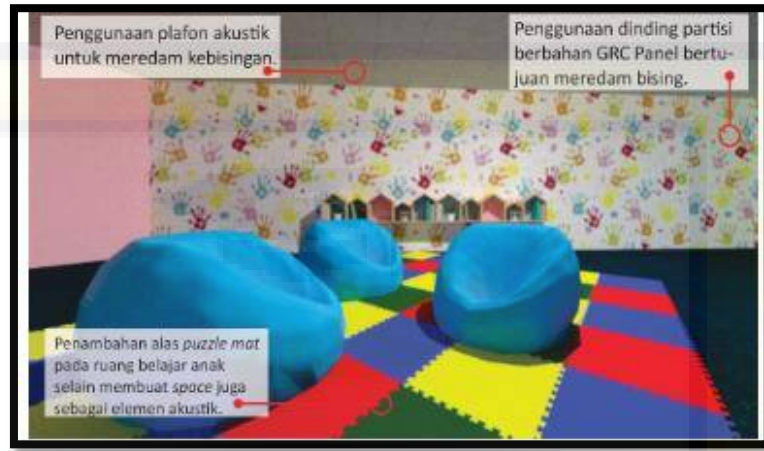 Penggunaan plafon akustik
untuk meredam kebisingan.
Penggunaan dinding partisi
berbahan GRC Panel bertu-
juan meredam bising.
Penambahan alas puzzle mat
pada ruang belajar anak
selain membuat space juga
sebagai elemen akustik.